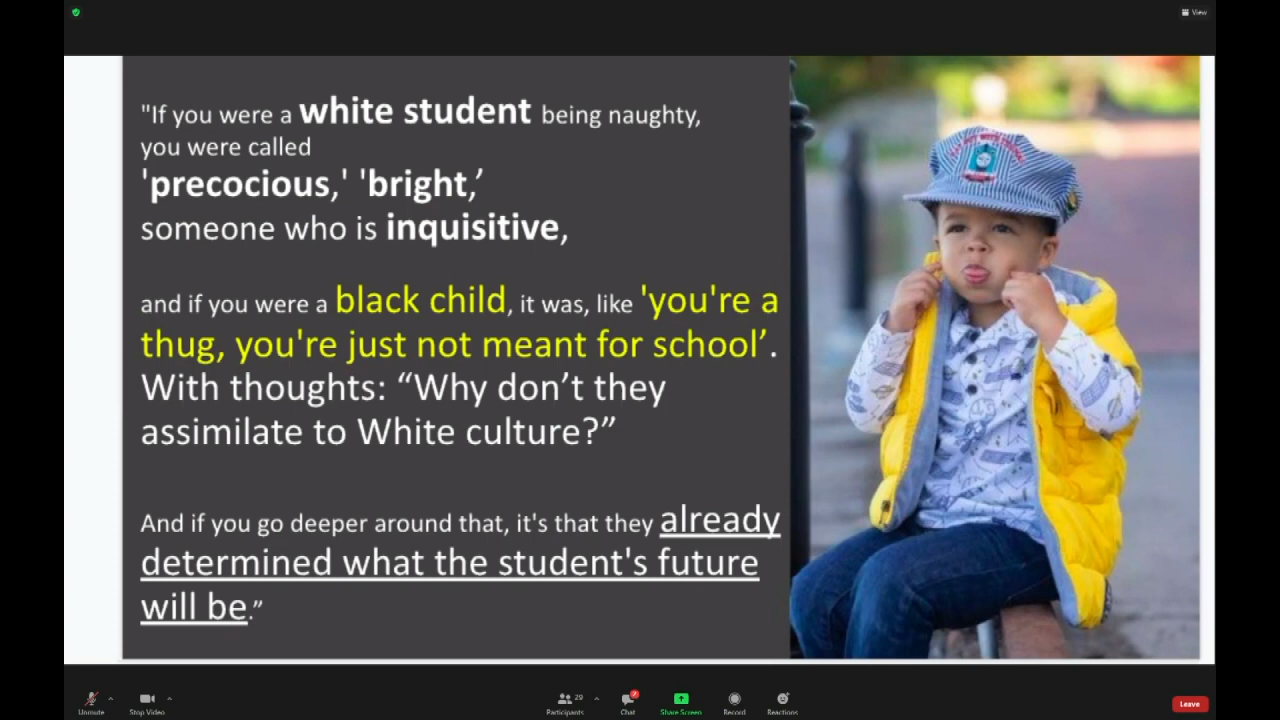 View
"If you were a white student being naughty,
you were called
'precocious,' 'bright,’
someone who is inquisitive,
and if you were a black child, it was, like 'you're a
thug, you're just not meant for school’.
With thoughts: “Why don’t they
assimilate to White culture?”
And if you go deeper around that, it's that they already
determined what the student's future
will be.”
29
2
Unmute
Stop Video
Participants
Chat
Share Screen
Record
Reactions
Leave